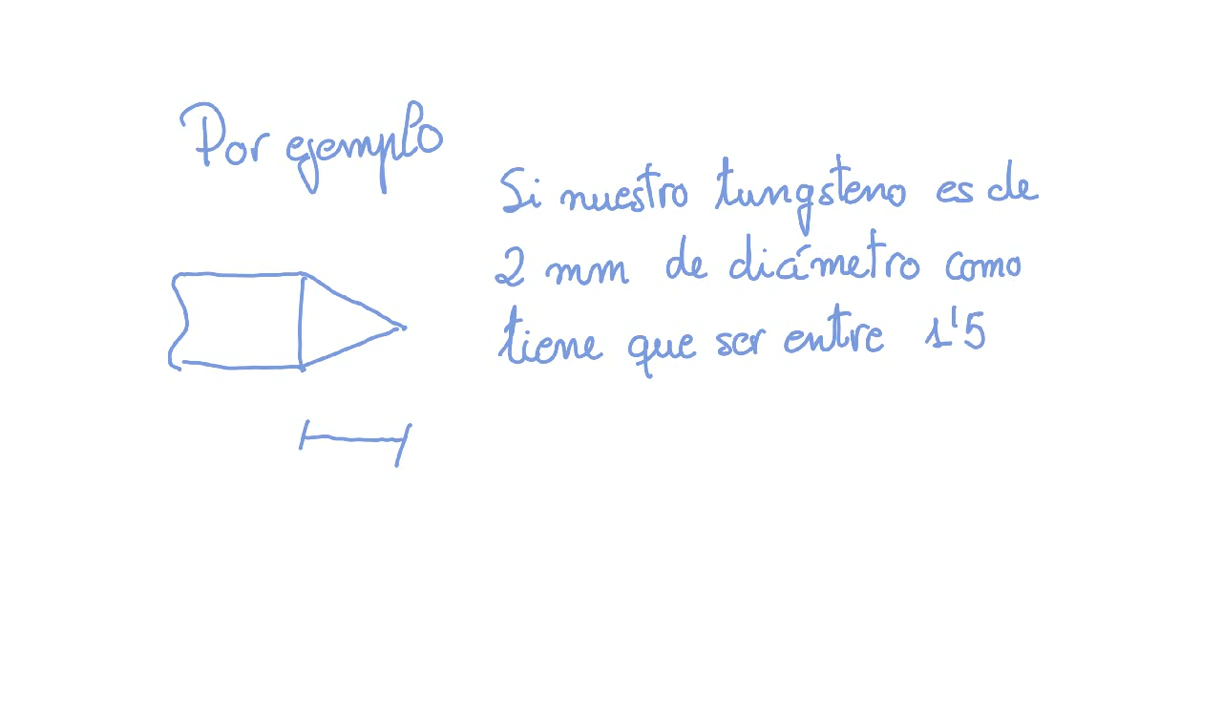 Por ejemplo
Si nuestro tungsteno es de
2 mm de diámetro como
tiene que ser entre 1'5